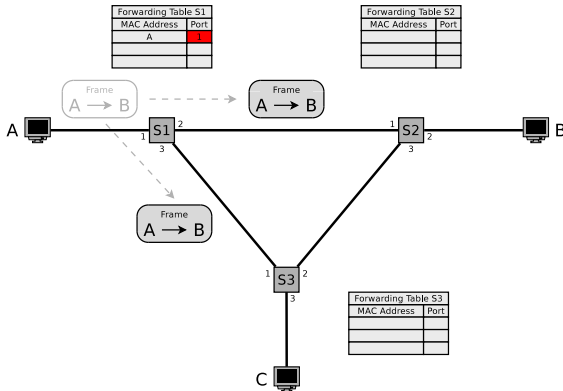 Forwarding Table S1
MAC Address Port
A 1
Forwarding Table S2
MAC Address Port
Frame
A B
Frame
A B
A
1
S1
2
3
1
S2
2
3
B
Frame
A B
1
S3
2
3
Forwarding Table S3
MAC Address Port
C